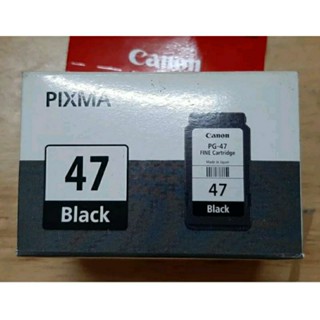 Canon
PIXMA
47
Black
Canon
PG-47
FINE Cartridge
Made in Japan
47
Black